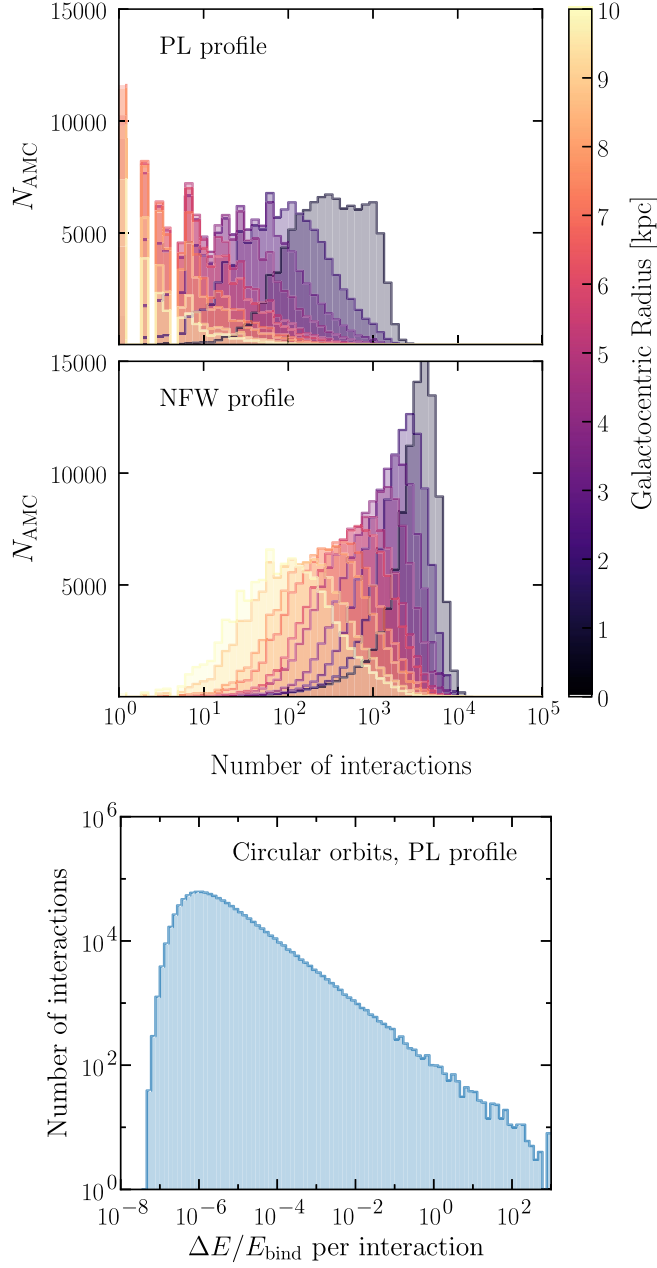 PL profile
15000
10000
5000
N_AMC
NFW profile
15000
10000
5000
N_AMC
10^0 10^1 10^2 10^3 10^4 10^5
Number of interactions
10
9
8
7
6
5
4
3
2
1
0
Galactocentric Radius [kpc]
Circular orbits, PL profile
10^6
10^4
10^2
10^0
Number of interactions
10^−8 10^−6 10^−4 10^−2 10^0 10^2
ΔE/E_bind per interaction